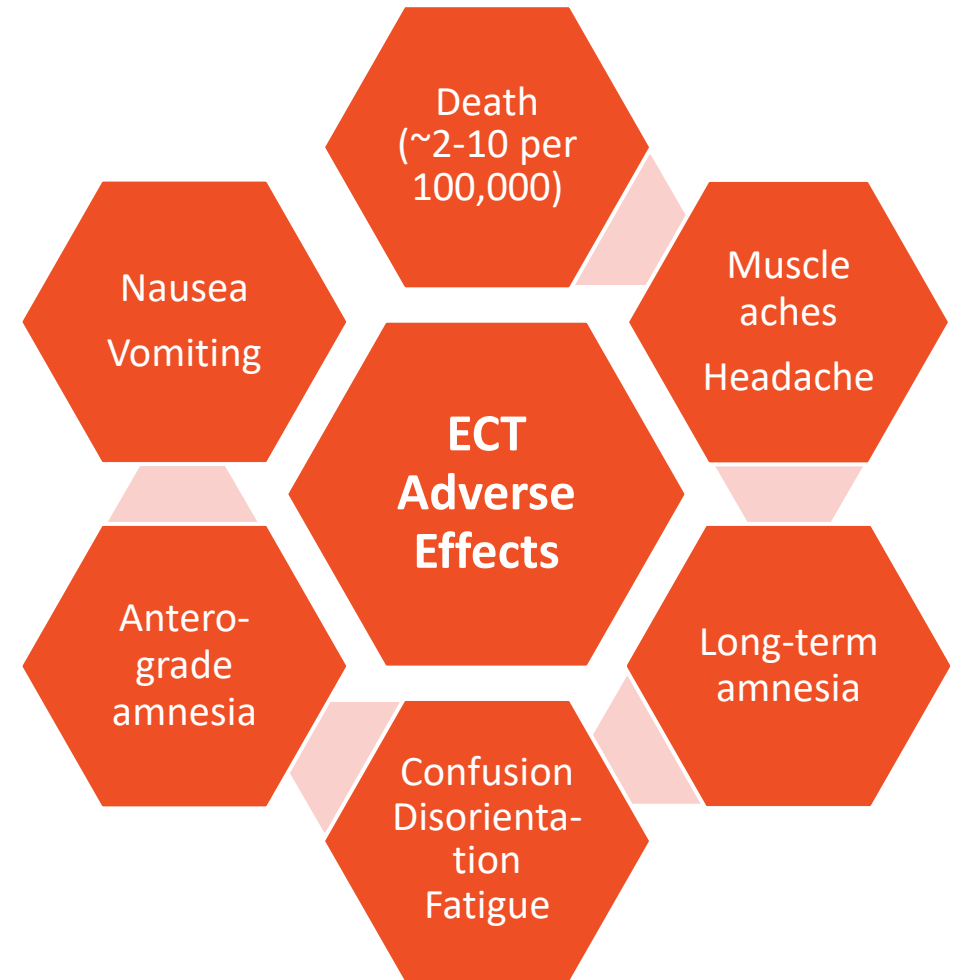 Death
(~2-10 per
100,000)
Muscle
aches
Headache
Nausea
Vomiting
ECT
Adverse
Effects
Long-term
amnesia
Antero-
grade
amnesia
Confusion
Disorienta-
tion
Fatigue